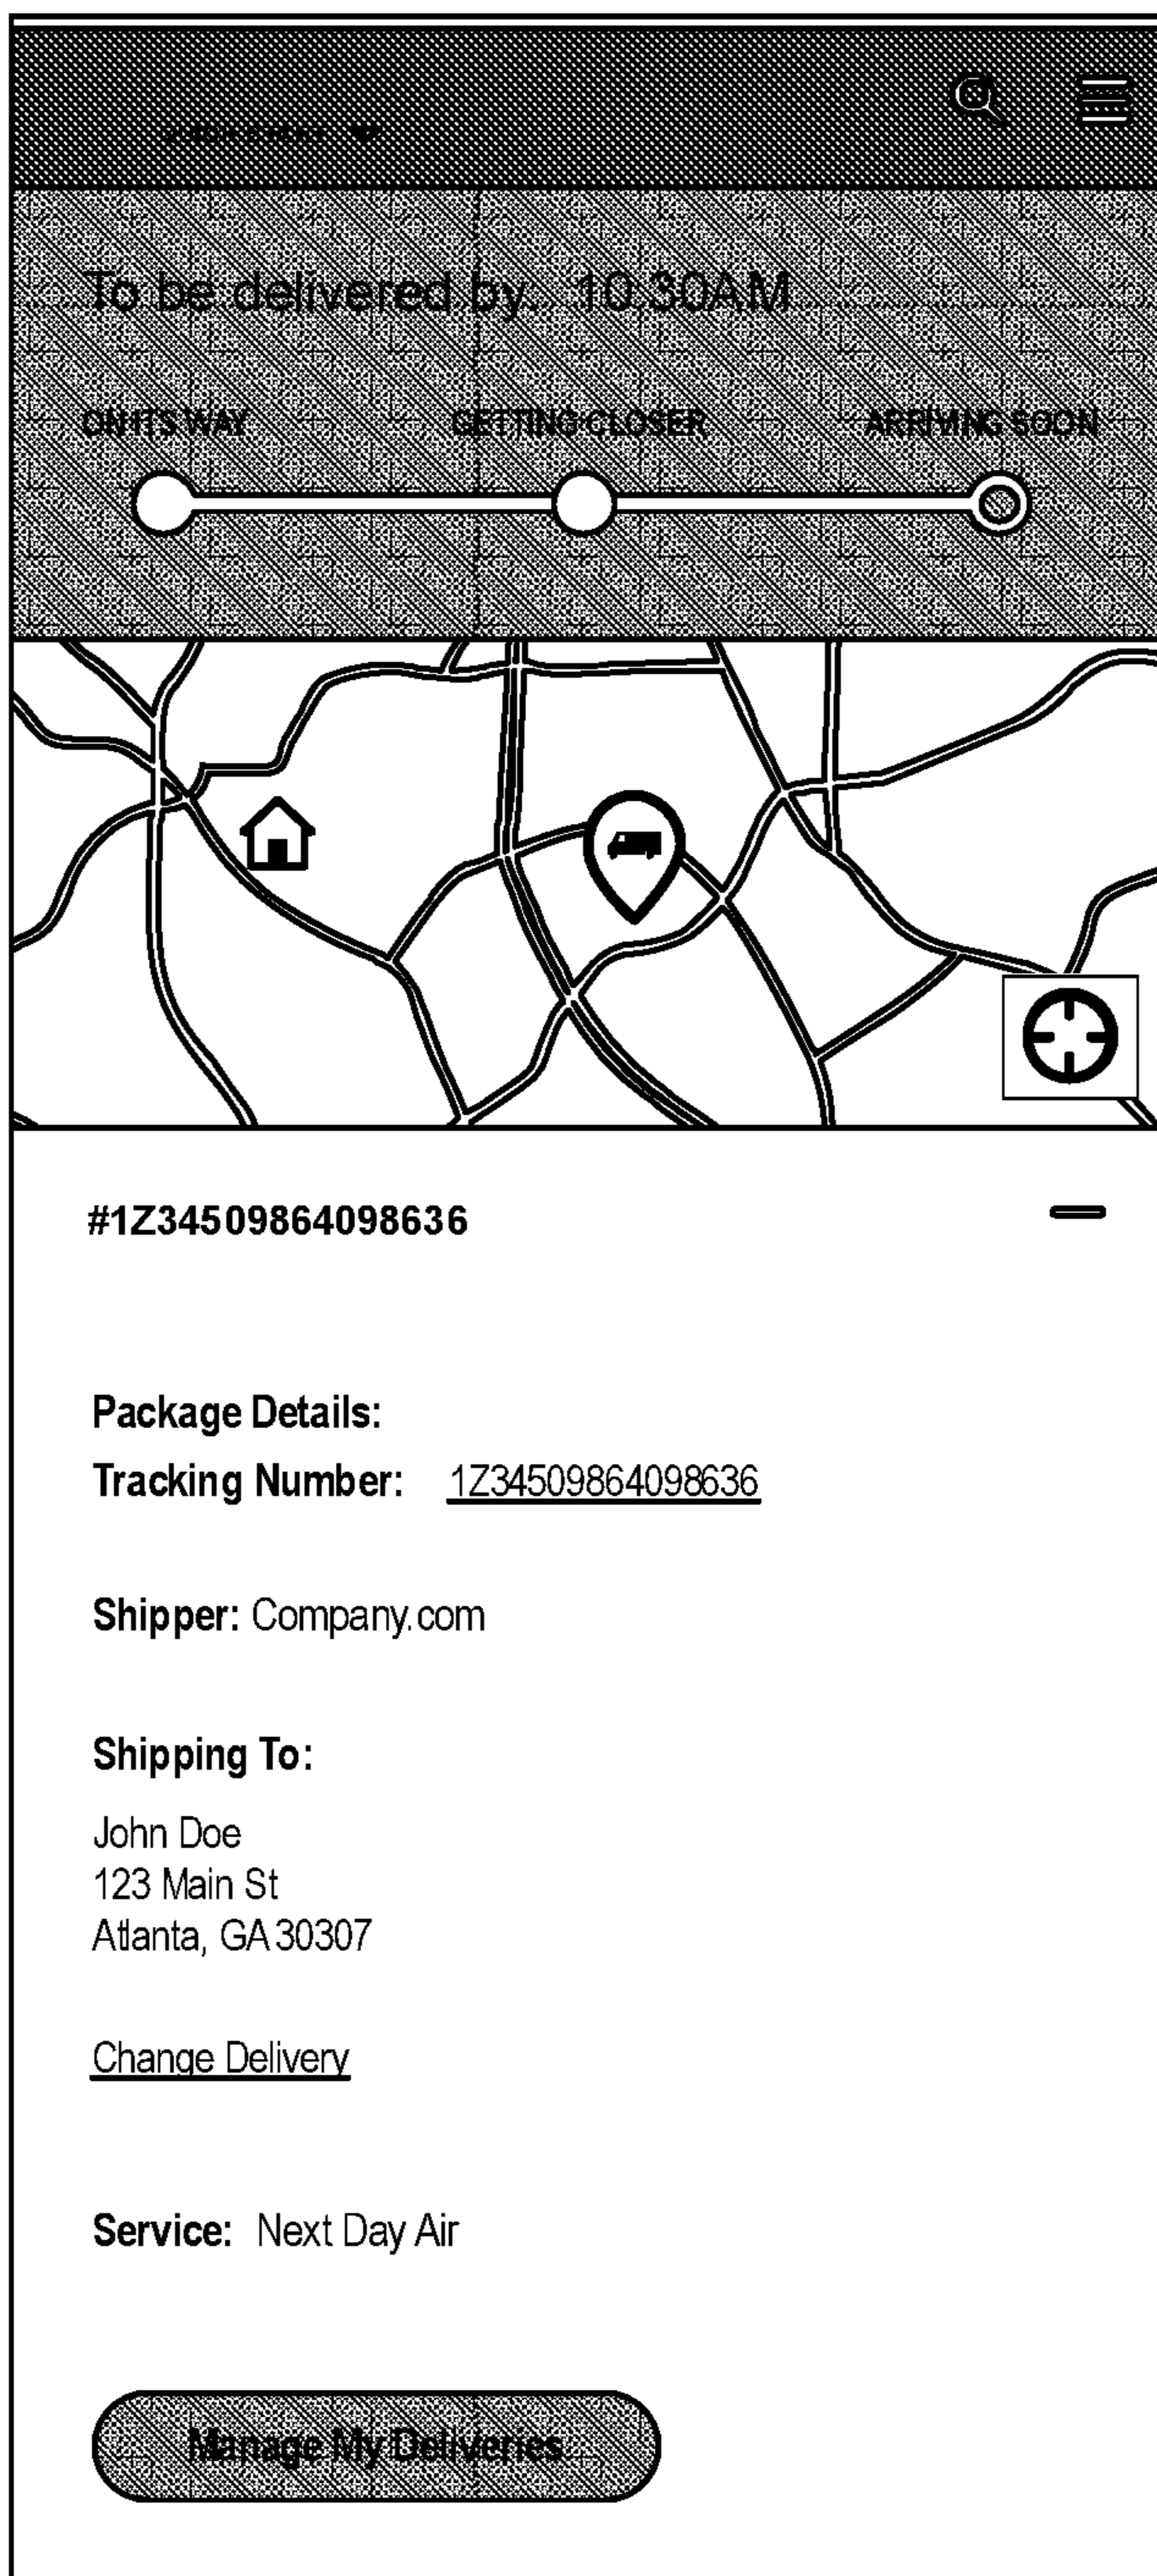 To be delivered by: 10:30AM
ON ITS WAY GETTING CLOSER ARRIVING SOON
#1Z34509864098636
Package Details:
Tracking Number: 1Z34509864098636
Shipper: Company.com
Shipping To:
John Doe
123 Main St
Atlanta, GA 30307
Change Delivery
Service: Next Day Air
Manage My Deliveries